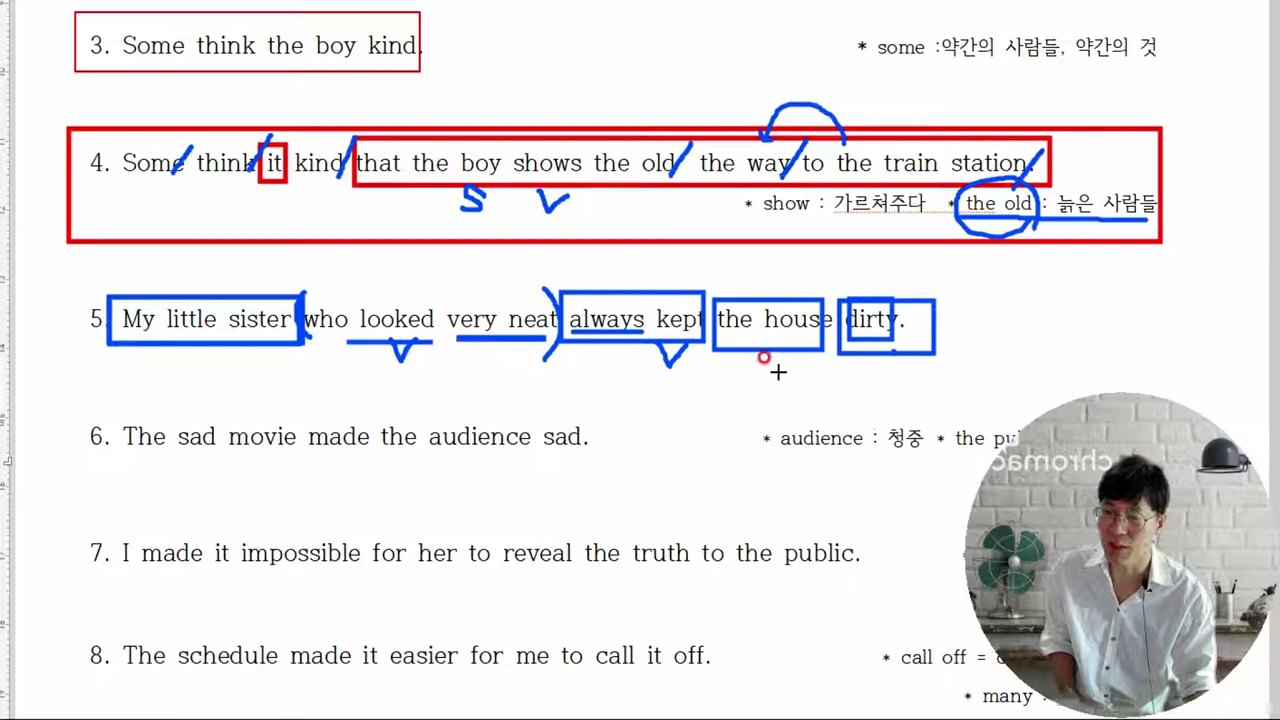 3. Some think the boy kind.
* some :약간의 사람들, 약간의 것
4. Some think it kind that the boy shows the old the way to the train station.
S V
* show : 가르쳐주다 * the old : 늙은 사람들
5. My little sister who looked very neat always kept the house dirty.
V V
6. The sad movie made the audience sad.
* audience : 청중 * the pu
chromac
7. I made it impossible for her to reveal the truth to the public.
8. The schedule made it easier for me to call it off.
* call off =
* many :